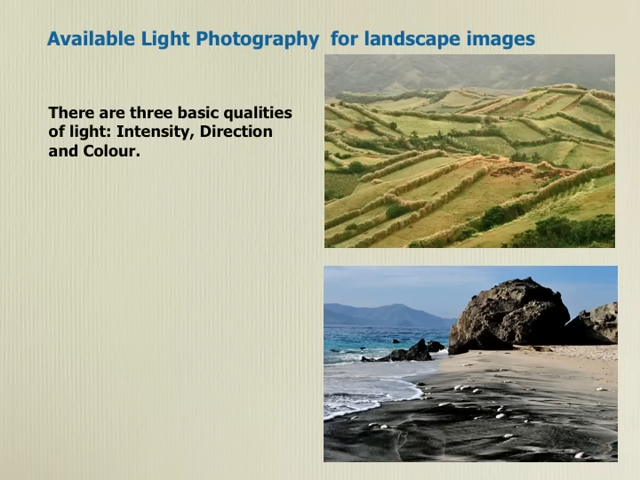 Available Light Photography  for landscape images
There are three basic qualities
of light: Intensity, Direction
and Colour.